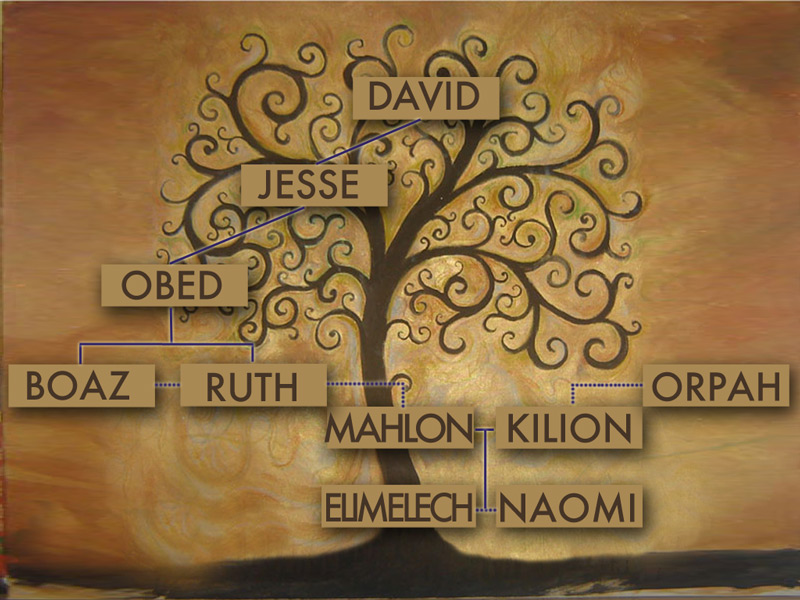 DAVID
JESSE
OBED
BOAZ
RUTH
ORPAH
MAHLON
KILION
ELIMELECH
NAOMI